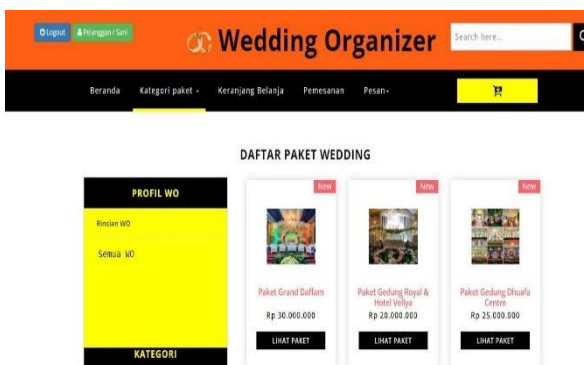 Logout
Pelanggan / Sani
Wedding Organizer
Search here...
Beranda
Kategori paket
Keranjang Belanja
Pemesanan
Pesan
DAFTAR PAKET WEDDING
PROFIL WO
Rincian WO
Semua WO
KATEGORI
New
Paket Grand Daffam
Rp 30.000.000
LIHAT PAKET
New
Paket Gedung Royal &
Hotel Vellya
Rp 20.000.000
LIHAT PAKET
New
Paket Gedung Dhuafa
Centre
Rp 25.000.000
LIHAT PAKET